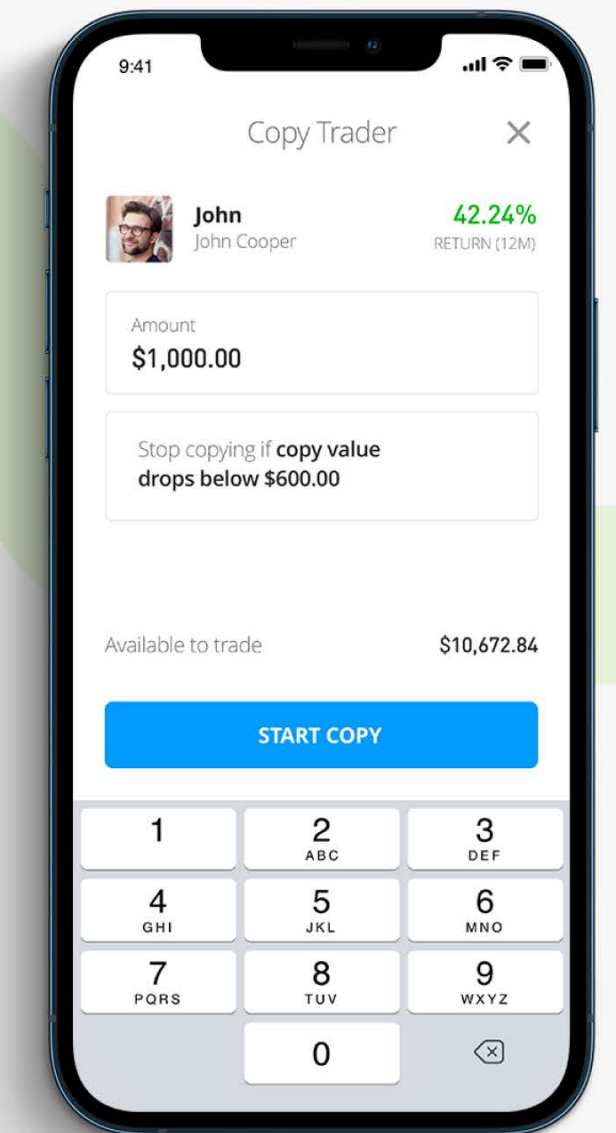 9:41
Copy Trader
John
42.24%
John Cooper
RETURN (12M)
Amount
$1,000.00
Stop copying if copy value
drops below $600.00
Available to trade
$10,672.84
START COPY
1
2
ABC
3
DEF
4
GHI
5
JKL
6
MNO
7
PQRS
8
TUV
9
WXYZ
0